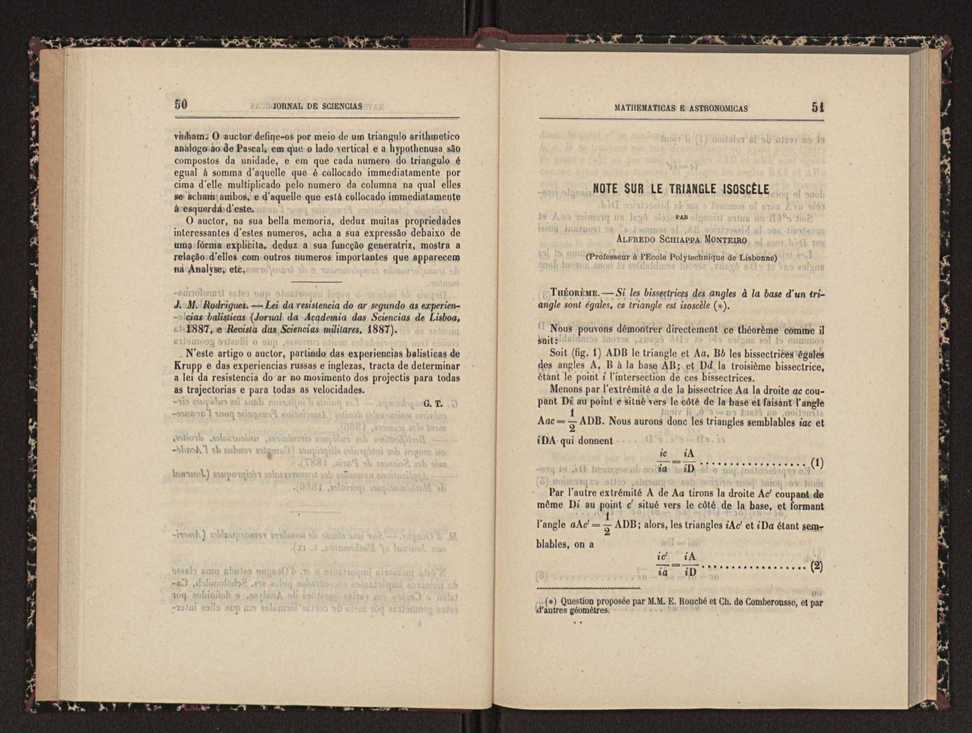 50 JORNAL DE SCIENCIAS
vinham. O auctor define-os por meio de um triangulo arithmetico
analogo ao de Pascal, em que o lado vertical e a hypothenusa são
compostos da unidade, e em que cada numero do triangulo é
egual á somma d'aquelle que é collocado immediatamente por
cima d'elle multiplicado pelo numero da columna na qual elles
se acham ambos, e d'aquelle que está collocado immediatamente
á esquerda d'este.
O auctor, na sua bella memoria, deduz muitas propriedades
interessantes d'estes numeros, acha a sua expressão debaixo de
uma fórma explicita, deduz a sua funcção generatriz, mostra a
relação d'elles com outros numeros importantes que apparecem
na Analyse, etc.
J. M. Rodrigues. — Lei da resistencia do ar segundo as experien-
cias balisticas (Jornal da Academia das Sciencias de Lisboa,
1887, e Revista das Sciencias militares, 1887).
N'este artigo o auctor, partindo das experiencias balisticas de
Krupp e das experiencias russas e inglezas, tracta de determinar
a lei da resistencia do ar no movimento dos projectis para todas
as trajectorias e para todas as velocidades.
G. T.
MATHEMATICAS E ASTRONOMICAS 51
NOTE SUR LE TRIANGLE ISOSCÈLE
PAR
ALFREDO SCHIAPPA MONTEIRO
(Professeur à l'Ecole Polytechnique de Lisbonne)
THÉORÈME. — Si les bissectrices des angles à la base d'un tri-
angle sont égales, ce triangle est isoscèle (*).
Nous pouvons démontrer directement ce théorème comme il
suit:
Soit (fig. 1) ADB le triangle et Aa, Bb les bissectrices égales
des angles A, B à la base AB; et Dd la troisième bissectrice,
étant le point i l'intersection de ces bissectrices.
Menons par l'extrémité a de la bissectrice Aa la droite ac cou-
pant Di au point c situé vers le côté de la base et faisant l'angle
Aac = 1/2 ADB. Nous aurons donc les triangles semblables iac et
iDA qui donnent
ic/ia = iA/iD .................. (1)
Par l'autre extrémité A de Aa tirons la droite Ac' coupant de
même Di au point c' situé vers le côté de la base, et formant
l'angle aAc' = 1/2 ADB; alors, les triangles iAc' et iDa étant sem-
blables, on a
ic'/ia = iA/iD .................. (2)
(*) Question proposée par M.M. E. Rouché et Ch. de Comberousse, et par
d'autres géomètres.